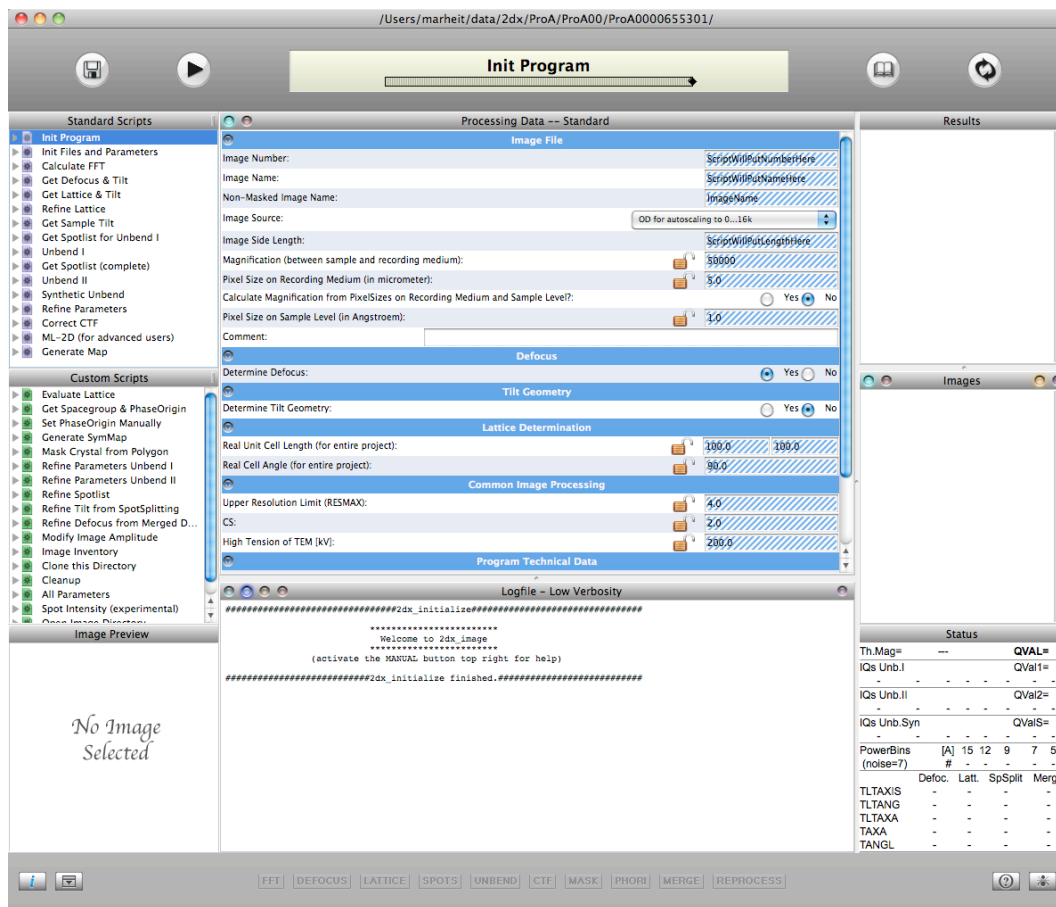 /Users/marheit/data/2dx/ProA/ProA00/ProA0000655301/
Init Program
Standard Scripts
Init Program
Init Files and Parameters
Calculate FFT
Get Defocus & Tilt
Get Lattice & Tilt
Refine Lattice
Get Sample Tilt
Get Spotlist for Unbend I
Unbend I
Get Spotlist (complete)
Unbend II
Synthetic Unbend
Refine Parameters
Correct CTF
ML-2D (for advanced users)
Generate Map
Custom Scripts
Evaluate Lattice
Get Spacegroup & PhaseOrigin
Set PhaseOrigin Manually
Generate SymMap
Mask Crystal from Polygon
Refine Parameters Unbend I
Refine Parameters Unbend II
Refine Spotlist
Refine Tilt from SpotSplitting
Refine Defocus from Merged D...
Modify Image Amplitude
Image Inventory
Clone this Directory
Cleanup
All Parameters
Spot Intensity (experimental)
Open Image Directory
Image Preview
No Image
Selected
Processing Data -- Standard
Image File
Image Number: ScriptWillPutNumberHere
Image Name: ScriptWillPutNameHere
Non-Masked Image Name: ImageName
Image Source: OD for autoscaling to 0...16k
Image Side Length: ScriptWillPutLengthHere
Magnification (between sample and recording medium): 50000
Pixel Size on Recording Medium (in micrometer): 5.0
Calculate Magnification from PixelSizes on Recording Medium and Sample Level?: Yes No
Pixel Size on Sample Level (in Angstroem): 1.0
Comment:
Defocus
Determine Defocus: Yes No
Tilt Geometry
Determine Tilt Geometry: Yes No
Lattice Determination
Real Unit Cell Length (for entire project): 100.0 100.0
Real Cell Angle (for entire project): 90.0
Common Image Processing
Upper Resolution Limit (RESMAX): 4.0
CS: 2.0
High Tension of TEM [kV]: 200.0
Program Technical Data
Logfile - Low Verbosity
################################2dx_initialize################################
************************
Welcome to 2dx_image
************************
(activate the MANUAL button top right for help)
###########################2dx_initialize finished.###########################
Results
Images
Status
Th.Mag= --- QVAL=
IQs Unb.I QVal1=
- - - - - - -
IQs Unb.II QVal2=
- - - - - - -
IQs Unb.Syn QValS=
- - - - - - -
PowerBins [A] 15 12 9 7 5
(noise=7) # - - - - -
Defoc. Latt. SpSplit Merg
TLTAXIS - - - -
TLTANG - - - -
TLTAXA - - - -
TAXA - - - -
TANGL - - - -
i
FFT DEFOCUS LATTICE SPOTS UNBEND CTF MASK PHORI MERGE REPROCESS
?